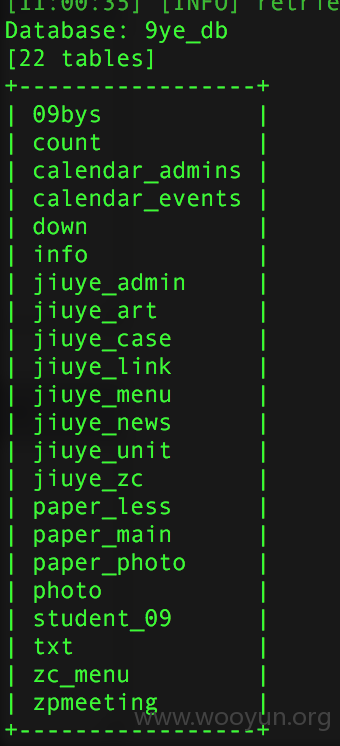 [11:00:35] [INFO] retrie
Database: 9ye_db
[22 tables]
+-----------------+
| 09bys           |
| count           |
| calendar_admins |
| calendar_events |
| down            |
| info            |
| jiuye_admin     |
| jiuye_art       |
| jiuye_case      |
| jiuye_link      |
| jiuye_menu      |
| jiuye_news      |
| jiuye_unit      |
| jiuye_zc        |
| paper_less      |
| paper_main      |
| paper_photo     |
| photo           |
| student_09      |
| txt             |
| zc_menu         |
| zpmeeting       |
+-----------------+
www.wooyun.org